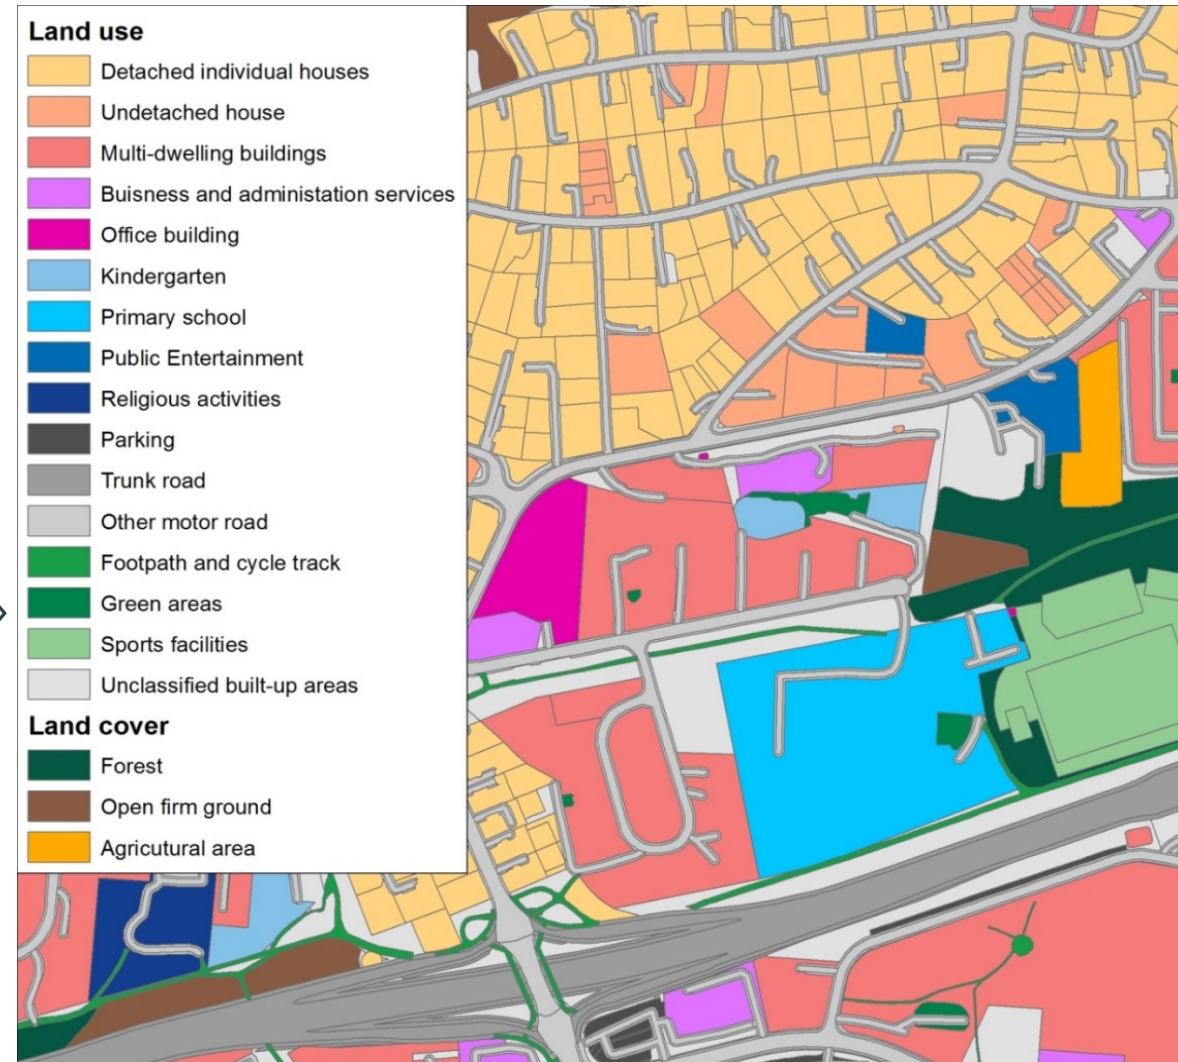 Land use
Detached individual houses
Undetached house
Multi-dwelling buildings
Buisness and administation services
Office building
Kindergarten
Primary school
Public Entertainment
Religious activities
Parking
Trunk road
Other motor road
Footpath and cycle track
Green areas
Sports facilities
Unclassified built-up areas
Land cover
Forest
Open firm ground
Agricutural area